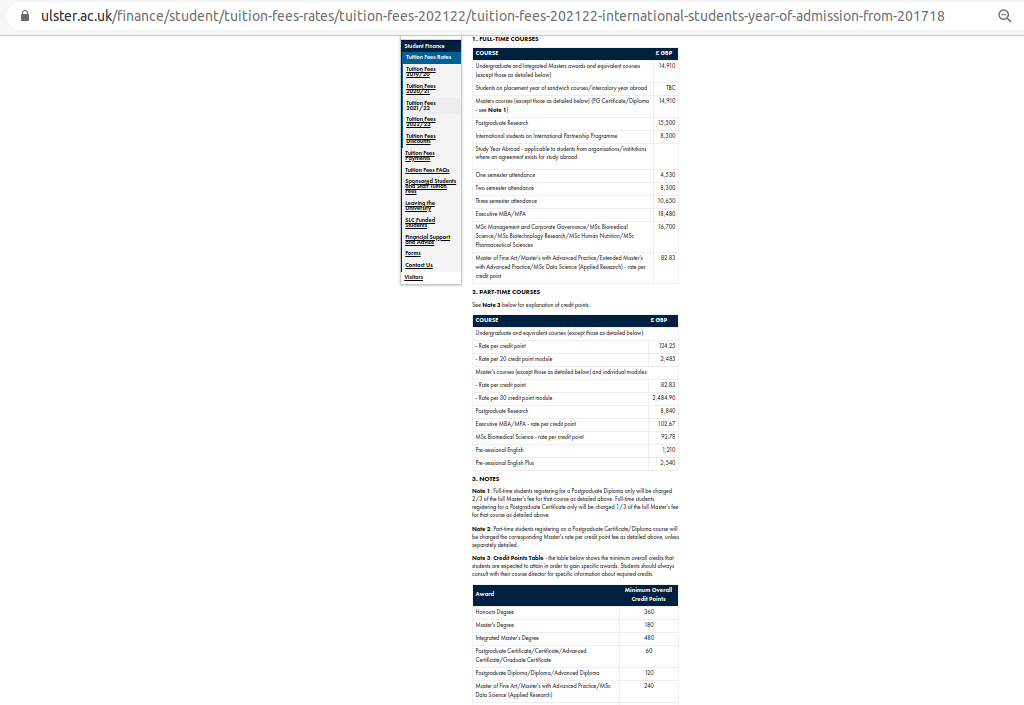 ulster.ac.uk/finance/student/tuition-fees-rates/tuition-fees-202122/tuition-fees-202122-international-students-year-of-admission-from-201718
Student Finance
Tuition Fees Rates
Tuition Fees
2019/20
Tuition Fees
2020/21
Tuition Fees
2021/22
Tuition Fees
2022/23
Tuition Fees
Discounts
Tuition Fees
Payments
Tuition Fees FAQs
Sponsored Students
and Staff Tuition
Fees
Leaving the
University
SLC Funded
Students
Financial Support
and Advice
Forms
Contact Us
Visitors
1. FULL-TIME COURSES
COURSE £ GBP
Undergraduate and Integrated Masters awards and equivalent courses 14,910
(except those as detailed below)
Students on placement year of sandwich courses/intercalary year abroad TBC
Masters courses (except those as detailed below) (PG Certificate/Diploma 14,910
- see Note 1)
Postgraduate Research 15,500
International students on International Partnership Programme 8,300
Study Year Abroad - applicable to students from organisations/institutions
where an agreement exists for study abroad
One semester attendance 4,530
Two semester attendance 8,300
Three semester attendance 10,650
Executive MBA/MPA 18,480
MSc Management and Corporate Governance/MSc Biomedical 16,700
Science/MSc Biotechnology Research/MSc Human Nutrition/MSc
Pharmaceutical Sciences
Master of Fine Art/Master's with Advanced Practice/Extended Master's 82.83
with Advanced Practice/MSc Data Science (Applied Research) - rate per
credit point
2. PART-TIME COURSES
See Note 3 below for explanation of credit points.
COURSE £ GBP
Undergraduate and equivalent courses (except those as detailed below):
- Rate per credit point 124.25
- Rate per 20 credit point module 2,485
Master's courses (except those as detailed below) and individual modules:
- Rate per credit point 82.83
- Rate per 30 credit point module 2,484.90
Postgraduate Research 8,840
Executive MBA/MPA - rate per credit point 102.67
MSc Biomedical Science - rate per credit point 92.78
Pre-sessional English 1,210
Pre-sessional English Plus 2,540
3. NOTES
Note 1: Full-time students registering for a Postgraduate Diploma only will be charged
2/3 of the full Master's fee for that course as detailed above. Full-time students
registering for a Postgraduate Certificate only will be charged 1/3 of the full Master's fee
for that course as detailed above.
Note 2: Part-time students registering on a Postgraduate Certificate/Diploma course will
be charged the corresponding Master's rate per credit point fee as detailed above, unless
separately detailed.
Note 3: Credit Points Table - the table below shows the minimum overall credits that
students are expected to attain in order to gain specific awards. Students should always
consult with their course director for specific information about required credits.
Award Minimum Overall
Credit Points
Honours Degree 360
Master's Degree 180
Integrated Master's Degree 480
Postgraduate Certificate/Certificate/Advanced 60
Certificate/Graduate Certificate
Postgraduate Diploma/Diploma/Advanced Diploma 120
Master of Fine Art/Master's with Advanced Practice/MSc 240
Data Science (Applied Research)